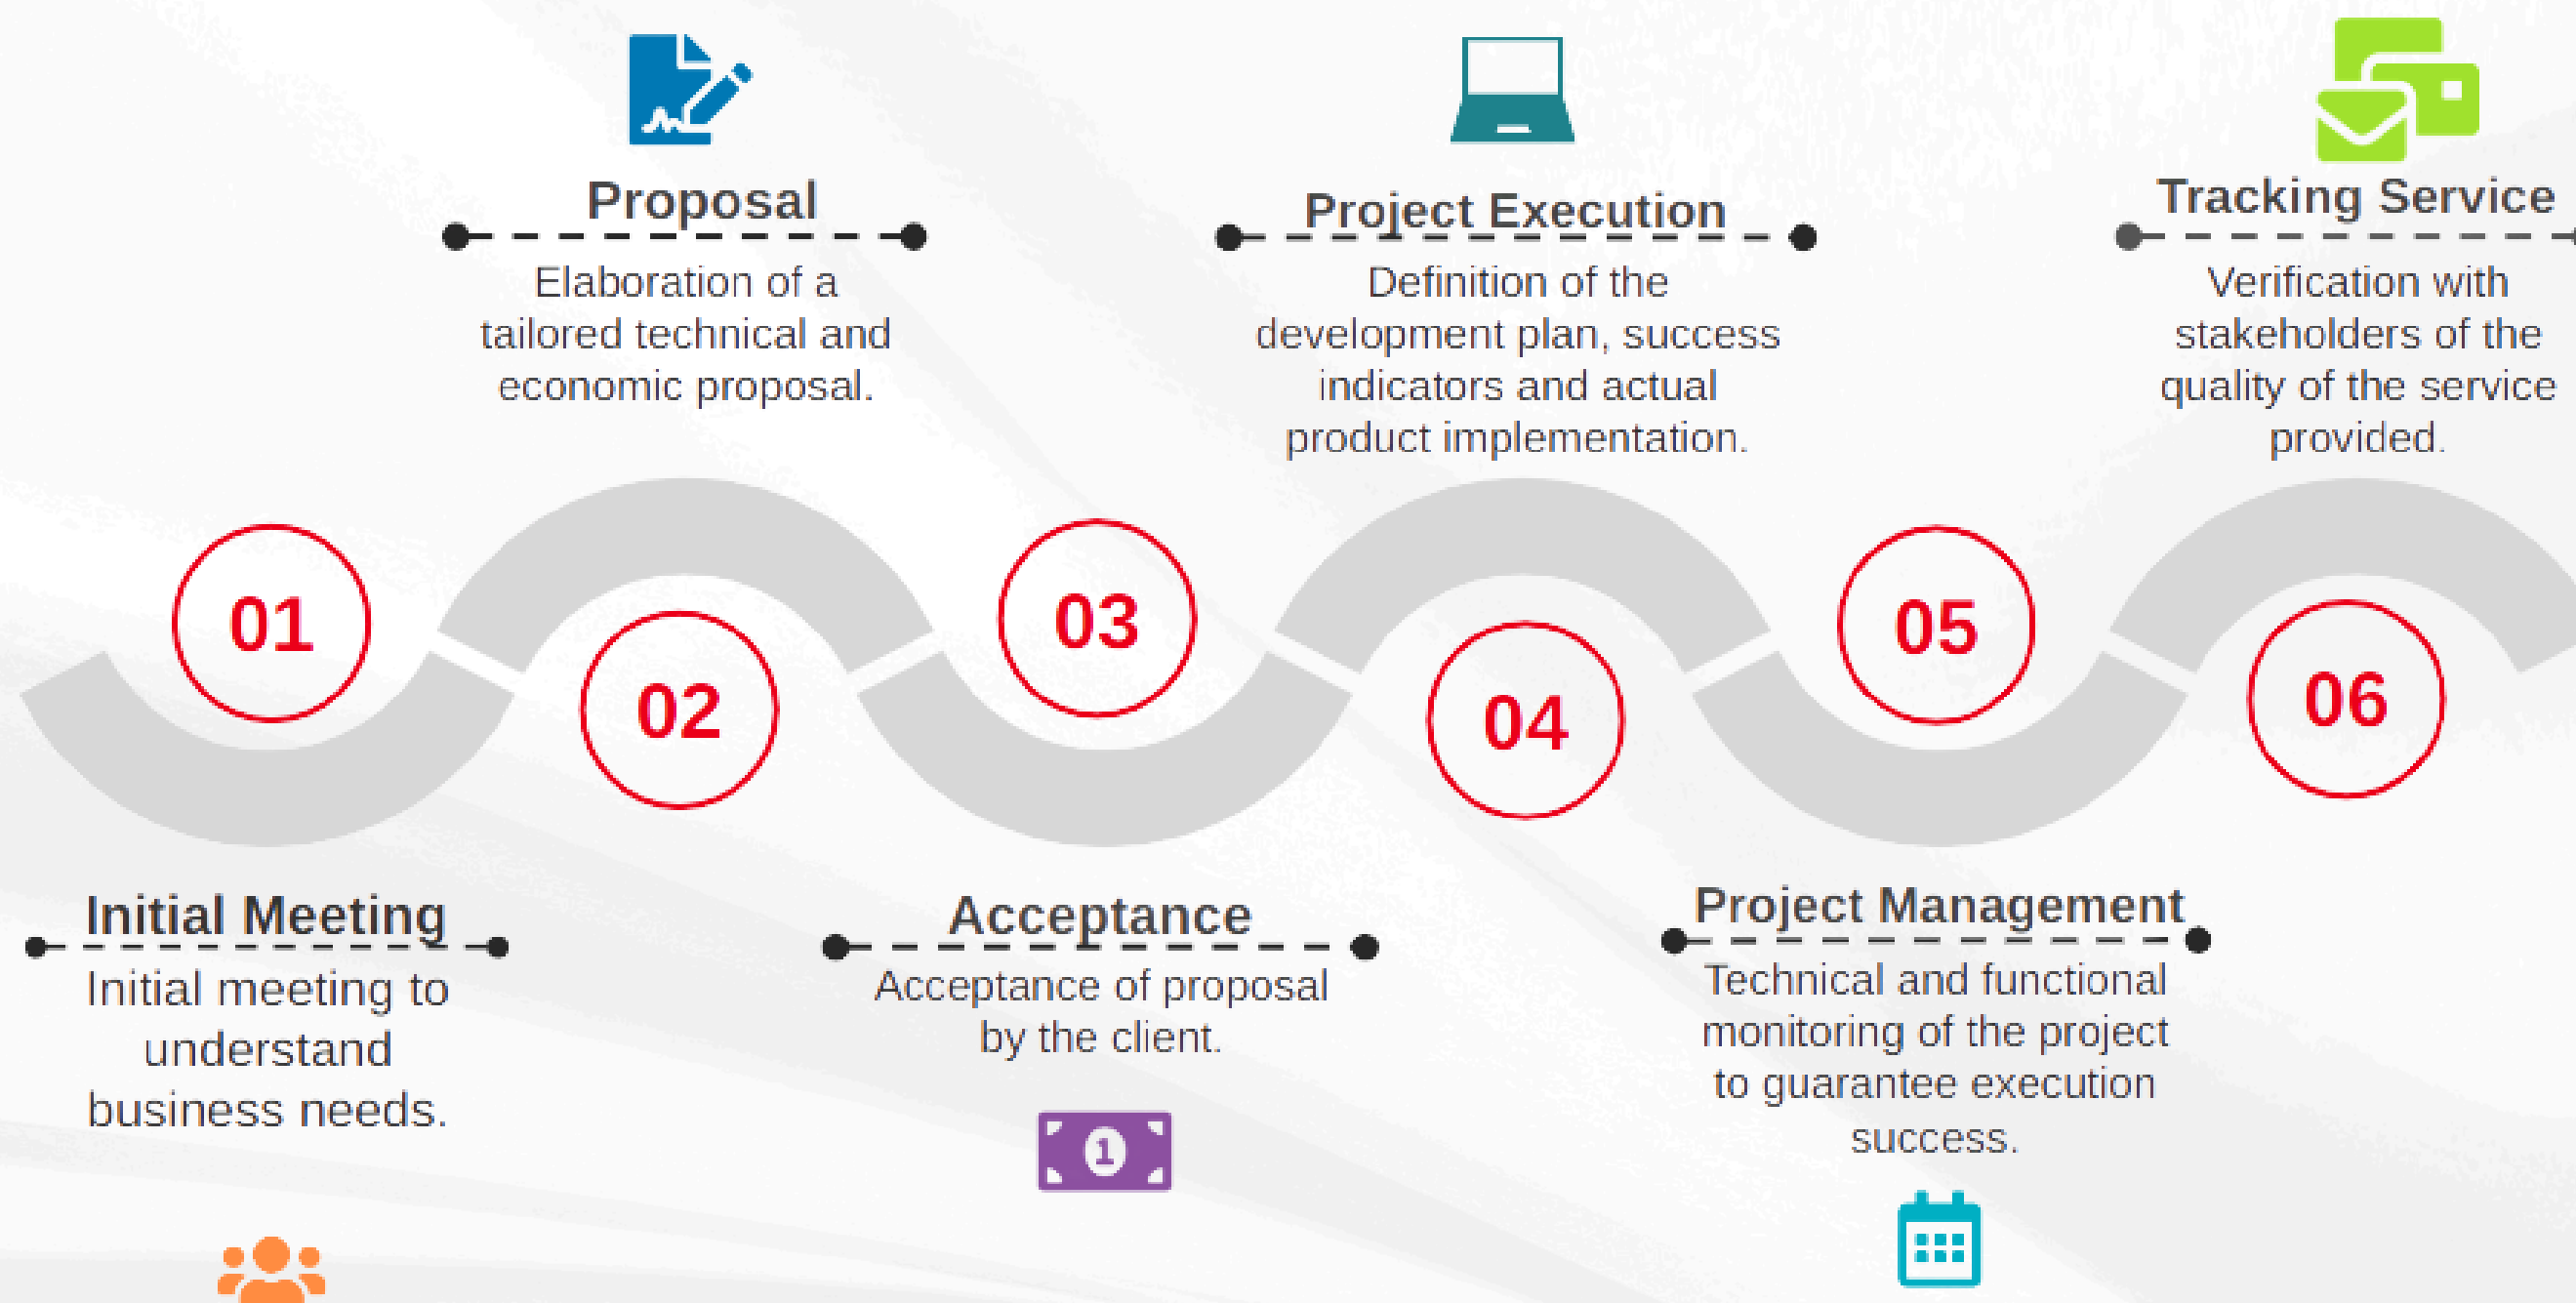 01
Initial Meeting
Initial meeting to
understand
business needs.
02
Proposal
Elaboration of a
tailored technical and
economic proposal.
03
Acceptance
Acceptance of proposal
by the client.
1
04
Project Execution
Definition of the
development plan, success
indicators and actual
product implementation.
05
Project Management
Technical and functional
monitoring of the project
to guarantee execution
success.
06
Tracking Service
Verification with
stakeholders of the
quality of the service
provided.